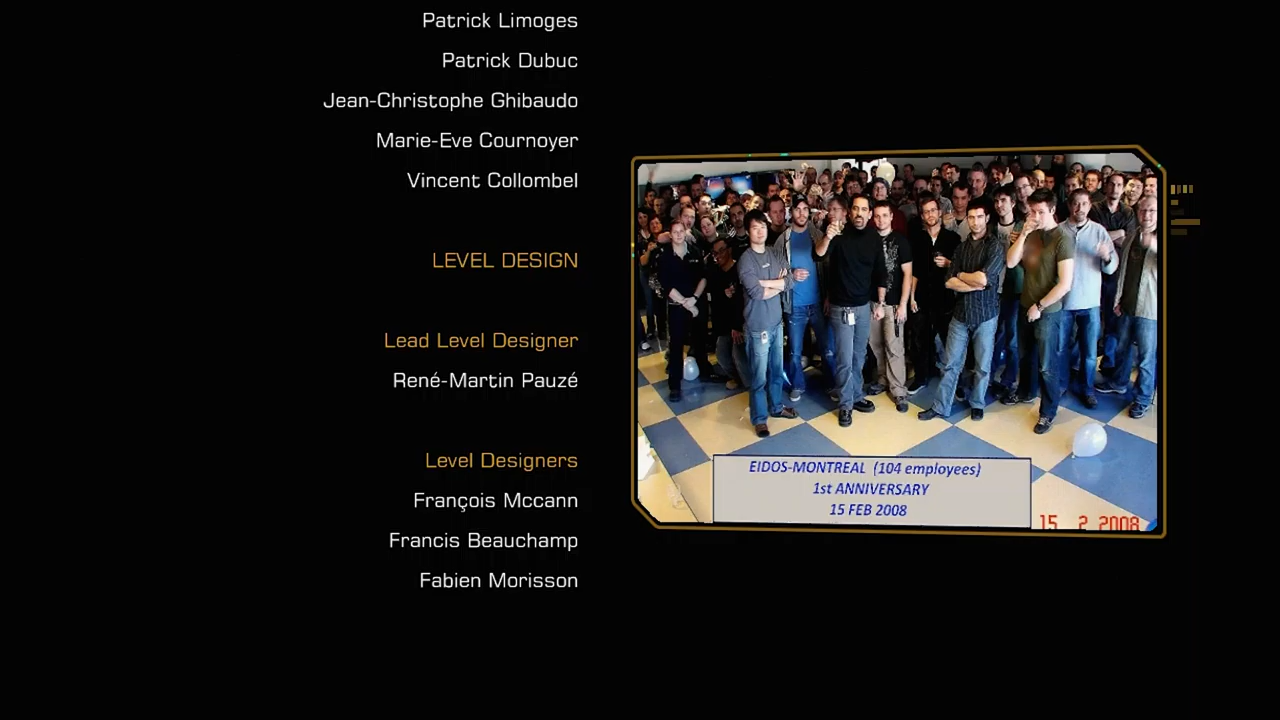 Patrick Limoges
Patrick Dubuc
Jean-Christophe Ghibaudo
Marie-Eve Cournoyer
Vincent Collombel
LEVEL DESIGN
Lead Level Designer
René-Martin Pauzé
Level Designers
François Mccann
Francis Beauchamp
Fabien Morisson
EIDOS-MONTREAL (104 employees)
1st ANNIVERSARY
15 FEB 2008
15 2 2008